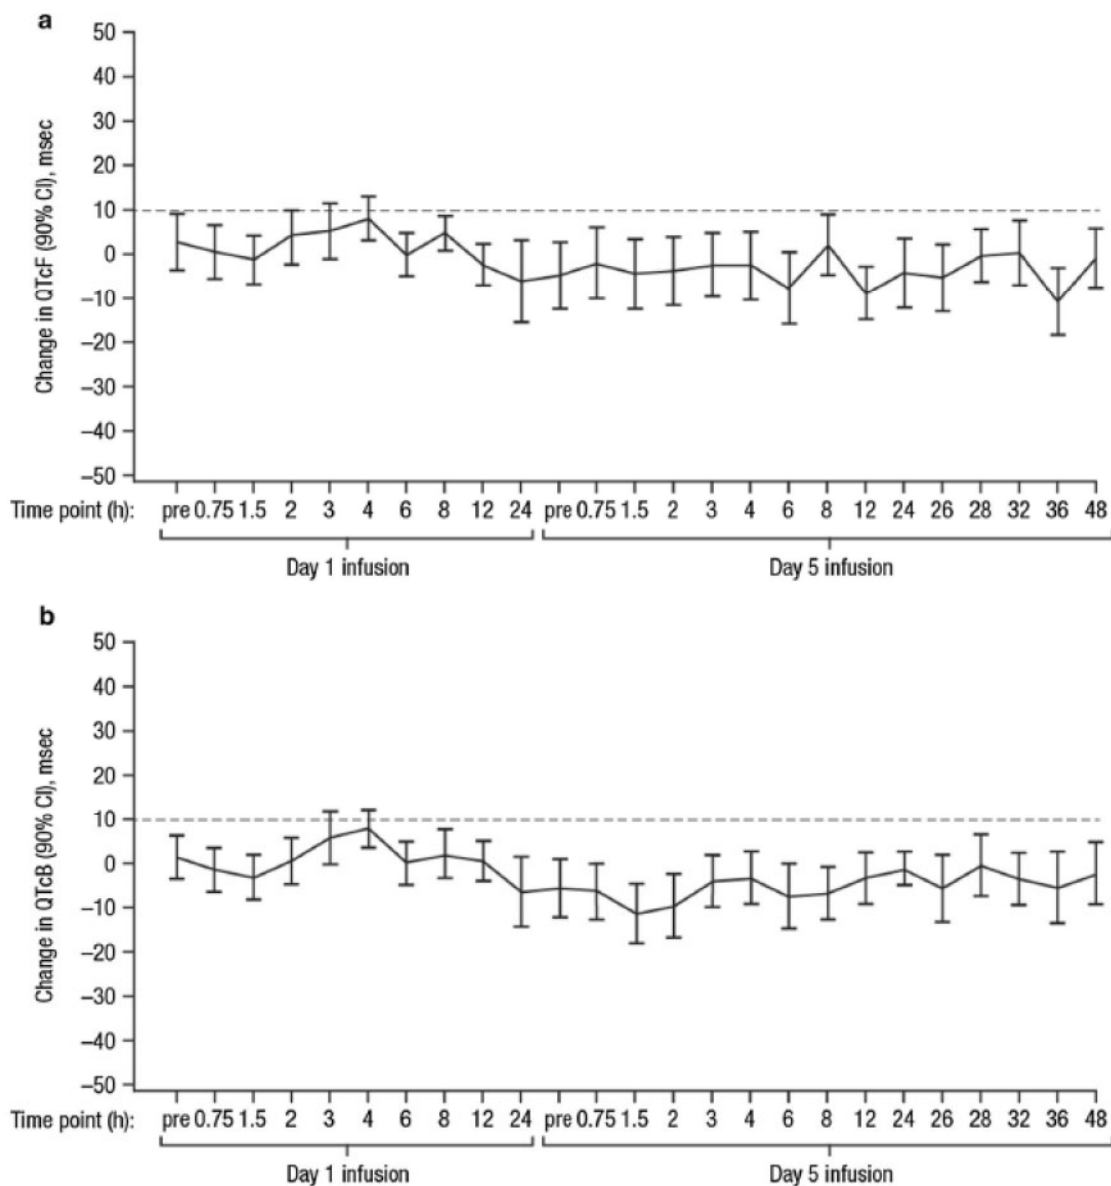 a
Change in QTcF (90% CI), msec
50
40
30
20
10
0
–10
–20
–30
–40
–50
Time point (h): pre 0.75 1.5 2 3 4 6 8 12 24 pre 0.75 1.5 2 3 4 6 8 12 24 26 28 32 36 48
Day 1 infusion Day 5 infusion
b
Change in QTcB (90% CI), msec
50
40
30
20
10
0
–10
–20
–30
–40
–50
Time point (h): pre 0.75 1.5 2 3 4 6 8 12 24 pre 0.75 1.5 2 3 4 6 8 12 24 26 28 32 36 48
Day 1 infusion Day 5 infusion